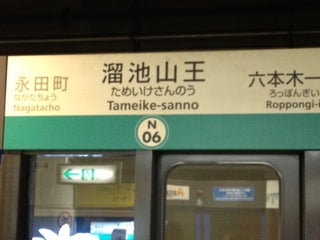 永田町
ながたちょう
Nagatacho
溜池山王
ためいけさんのう
Tameike-sanno
N
06
六本木一
ろっぽんぎい
Roppongi-i